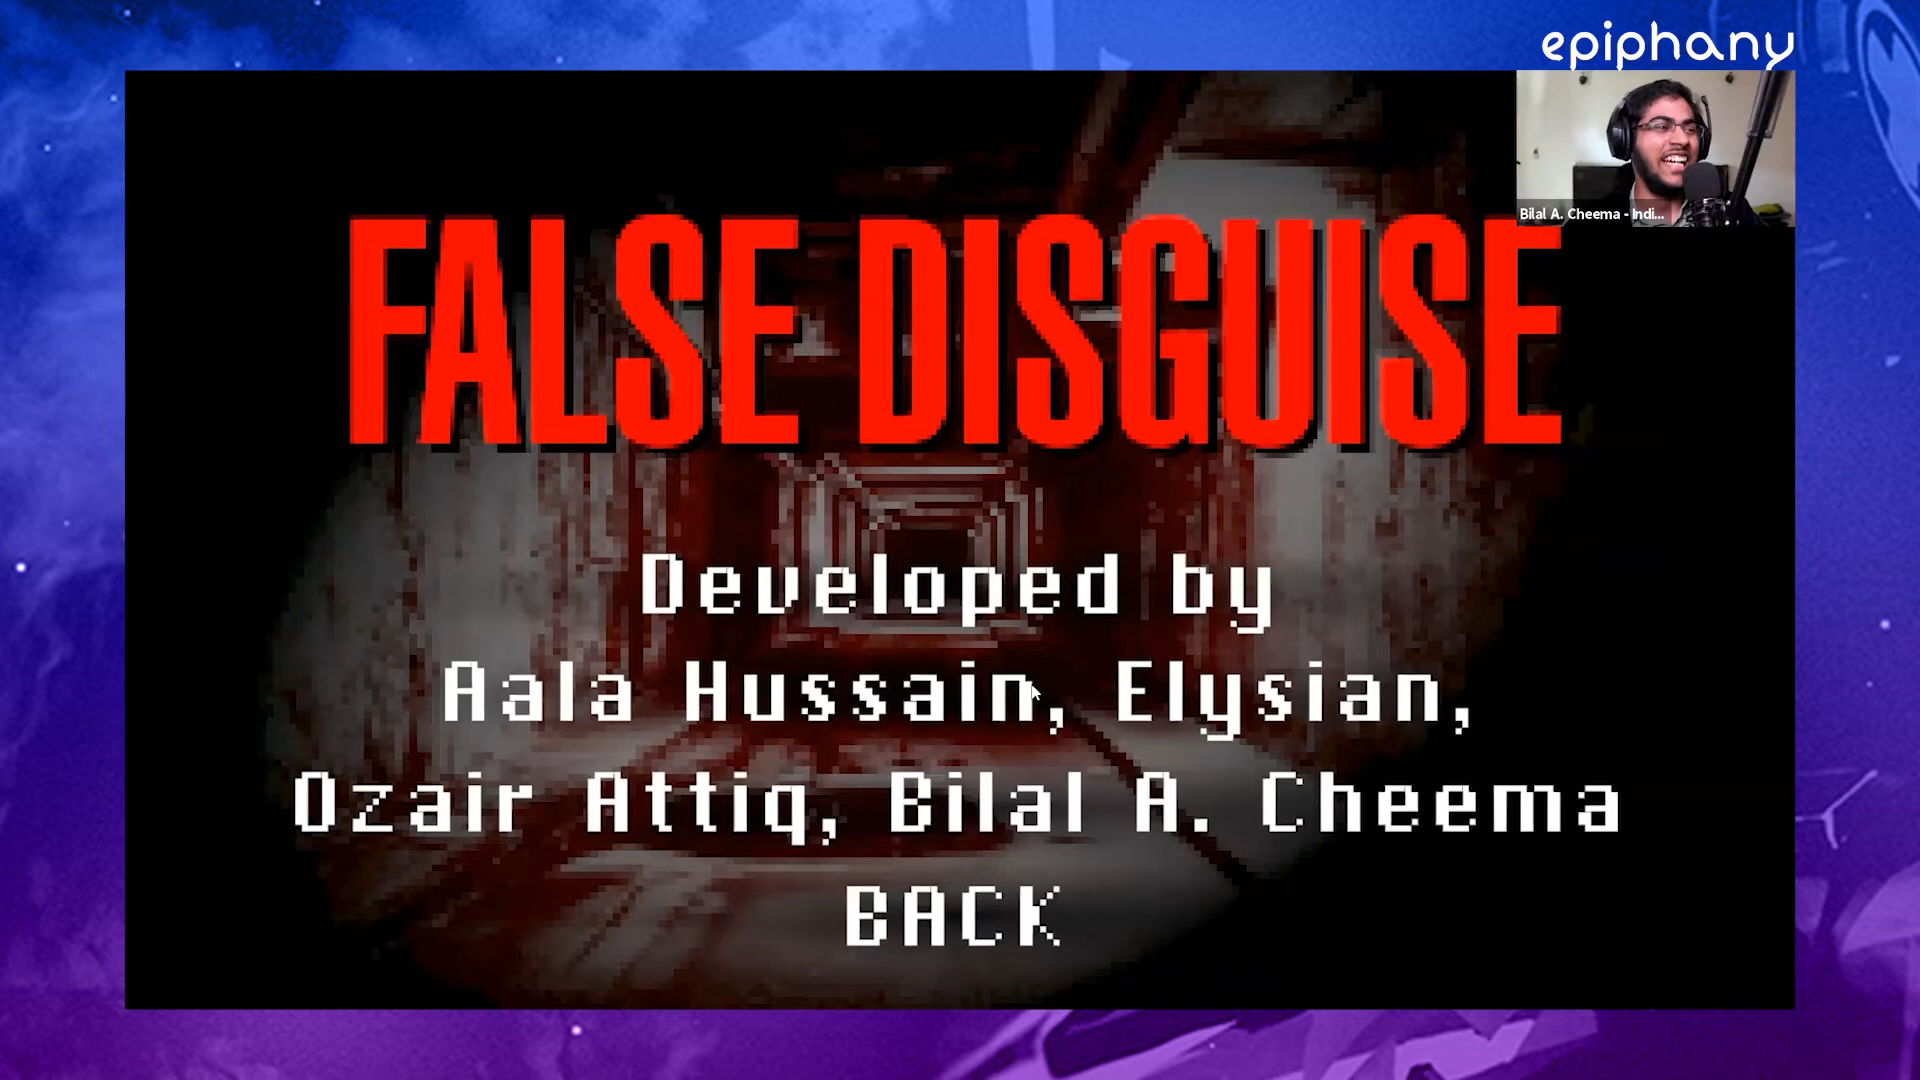 epiphany
Bilal A. Cheema - Indi...
FALSE DISGUISE
Developed by
Aala Hussain, Elysian,
Ozair Attiq, Bilal A. Cheema
BACK